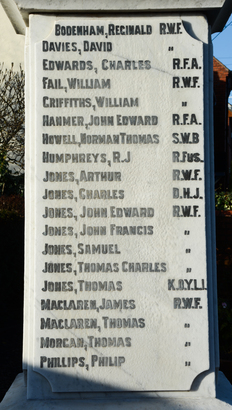 BODENHAM, REGINALD R.W.F.
DAVIES, DAVID "
EDWARDS, CHARLES R.F.A.
FAIL, WILLIAM R.W.F.
GRIFFITHS, WILLIAM "
HANMER, JOHN EDWARD R.F.A.
HOWELL, NORMAN THOMAS S.W.B
HUMPHREYS, R.J R.FUS.
JONES, ARTHUR R.W.F.
JONES, CHARLES D.H.J.
JONES, JOHN EDWARD R.W.F.
JONES, JOHN FRANCIS "
JONES, SAMUEL "
JONES, THOMAS CHARLES "
JONES, THOMAS K.O.Y.L.I.
MACLAREN, JAMES R.W.F.
MACLAREN, THOMAS "
MORGAN, THOMAS "
PHILLIPS, PHILIP "